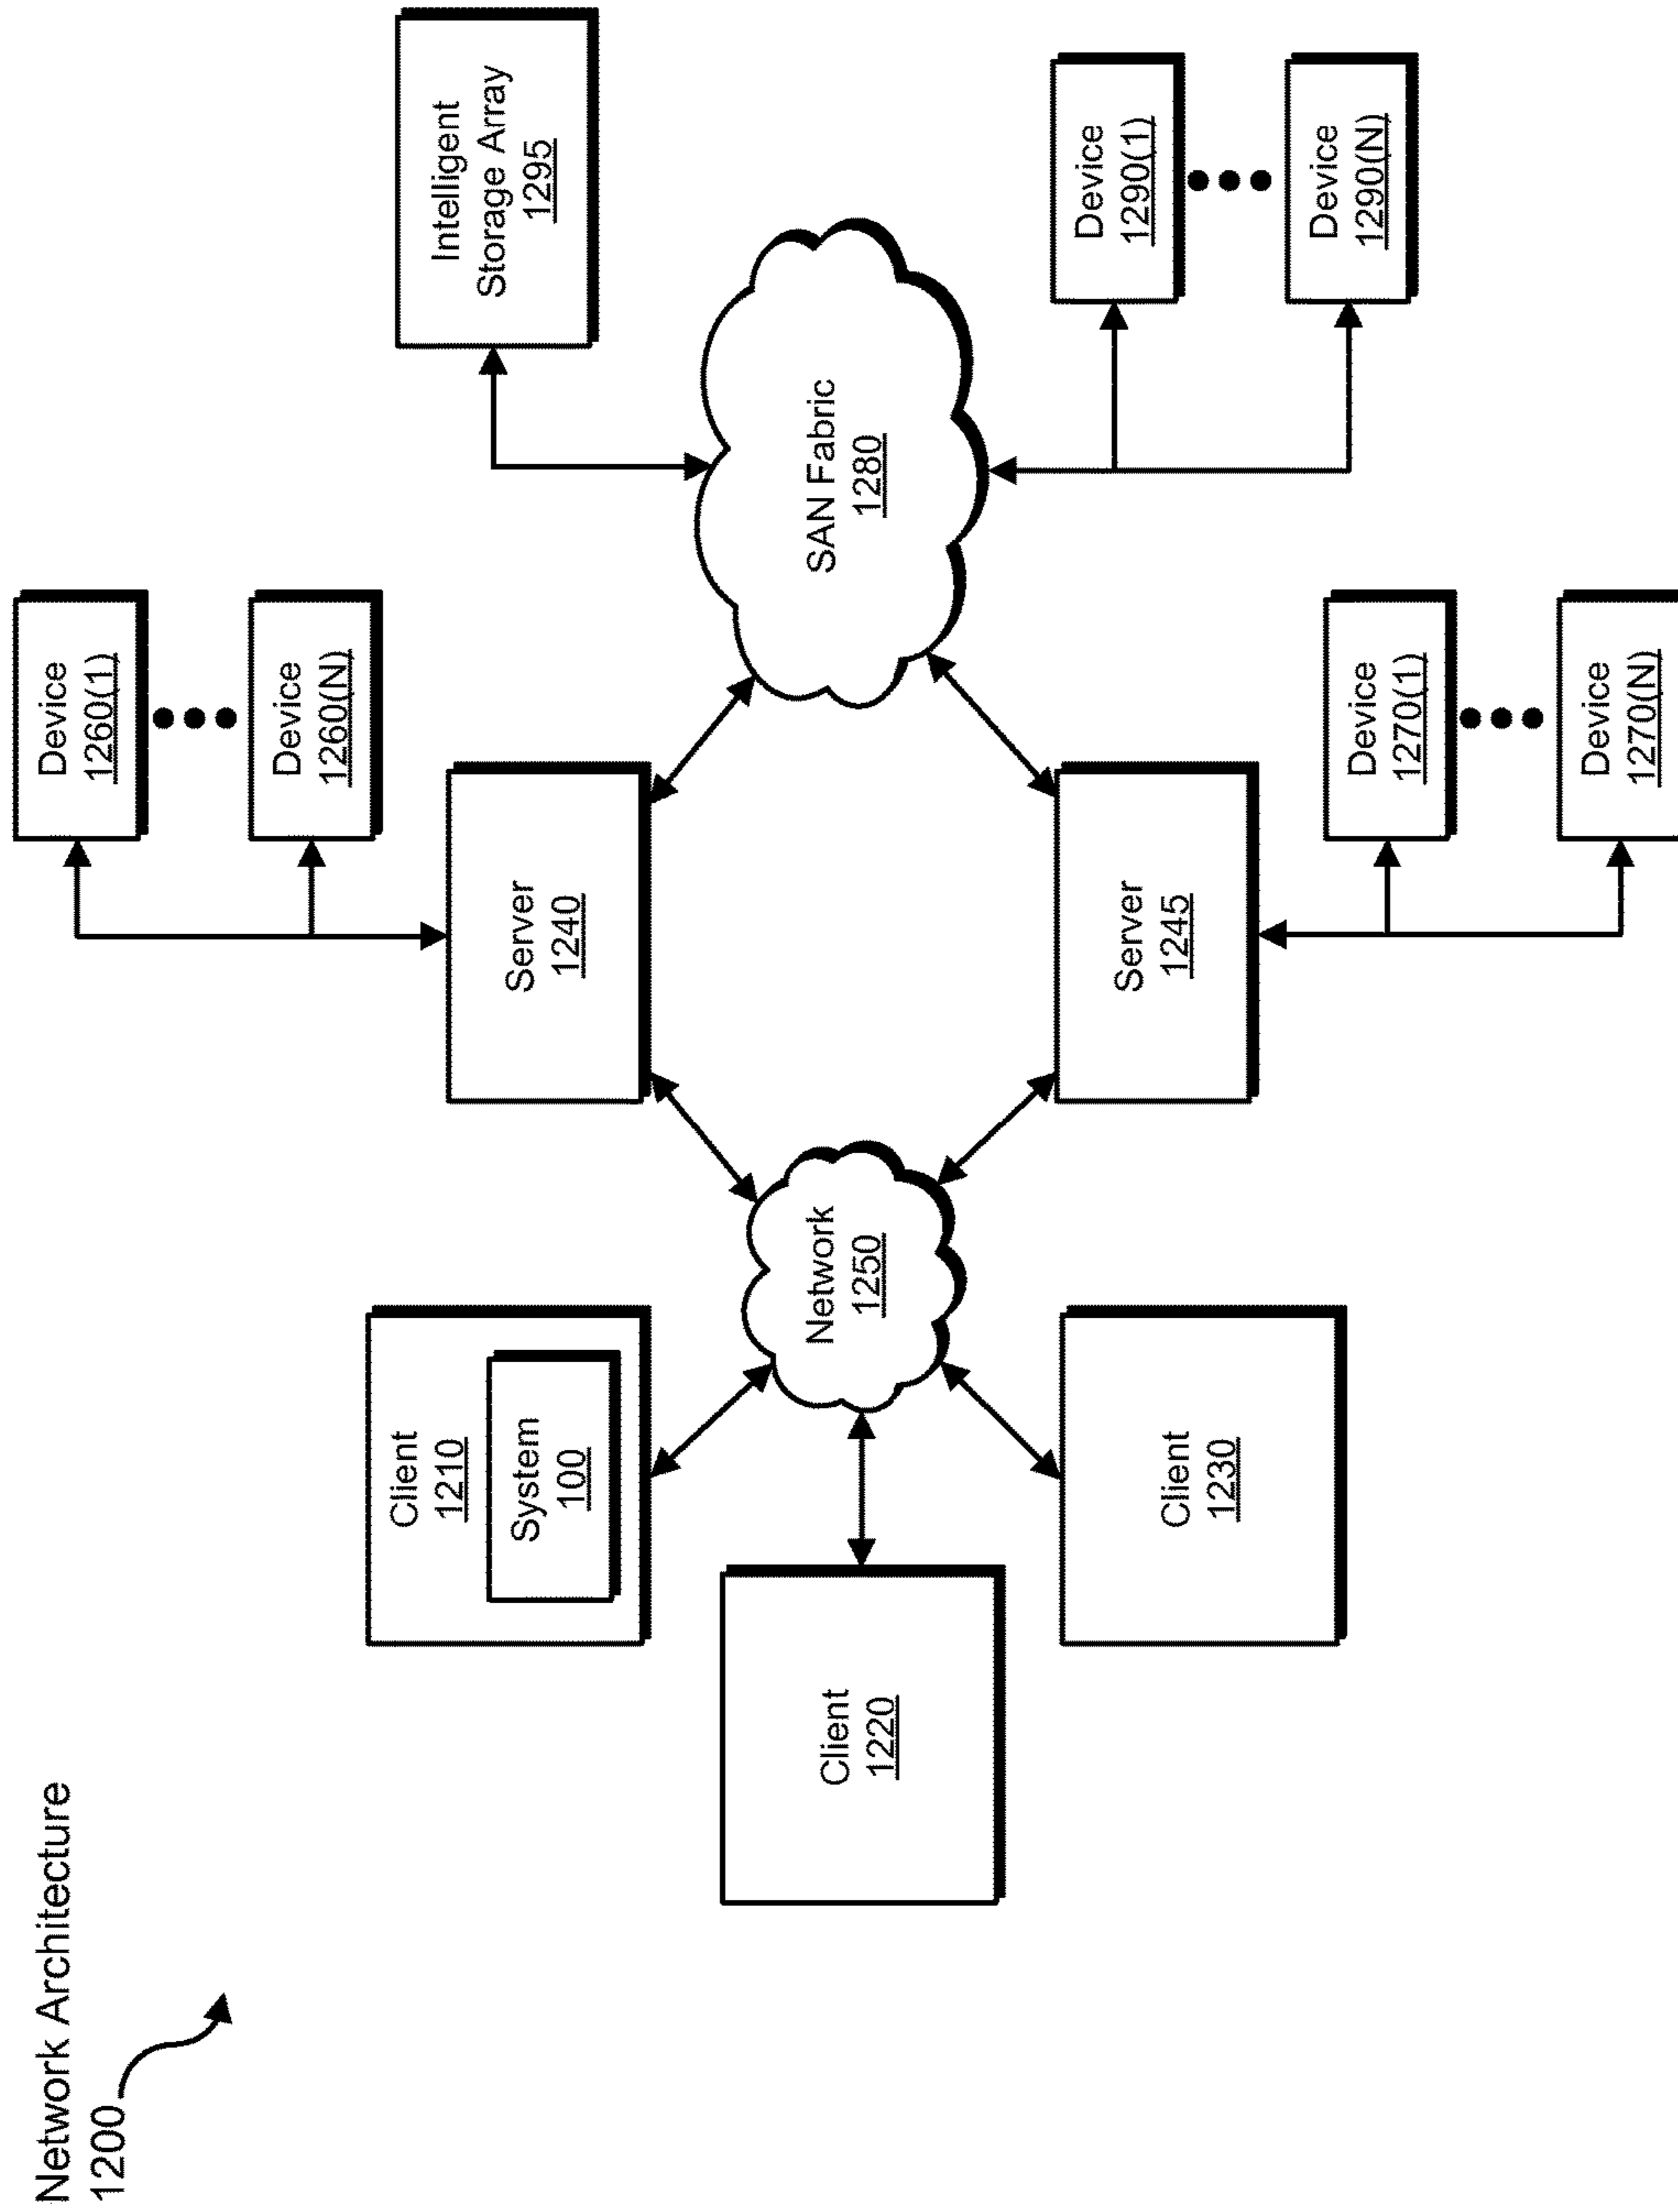 Network Architecture
1200
Client
1210
System
100
Client
1220
Client
1230
Network
1250
Server
1240
Server
1245
Device
1260(1)
Device
1260(N)
Device
1270(1)
Device
1270(N)
SAN Fabric
1280
Intelligent
Storage Array
1295
Device
1290(1)
Device
1290(N)